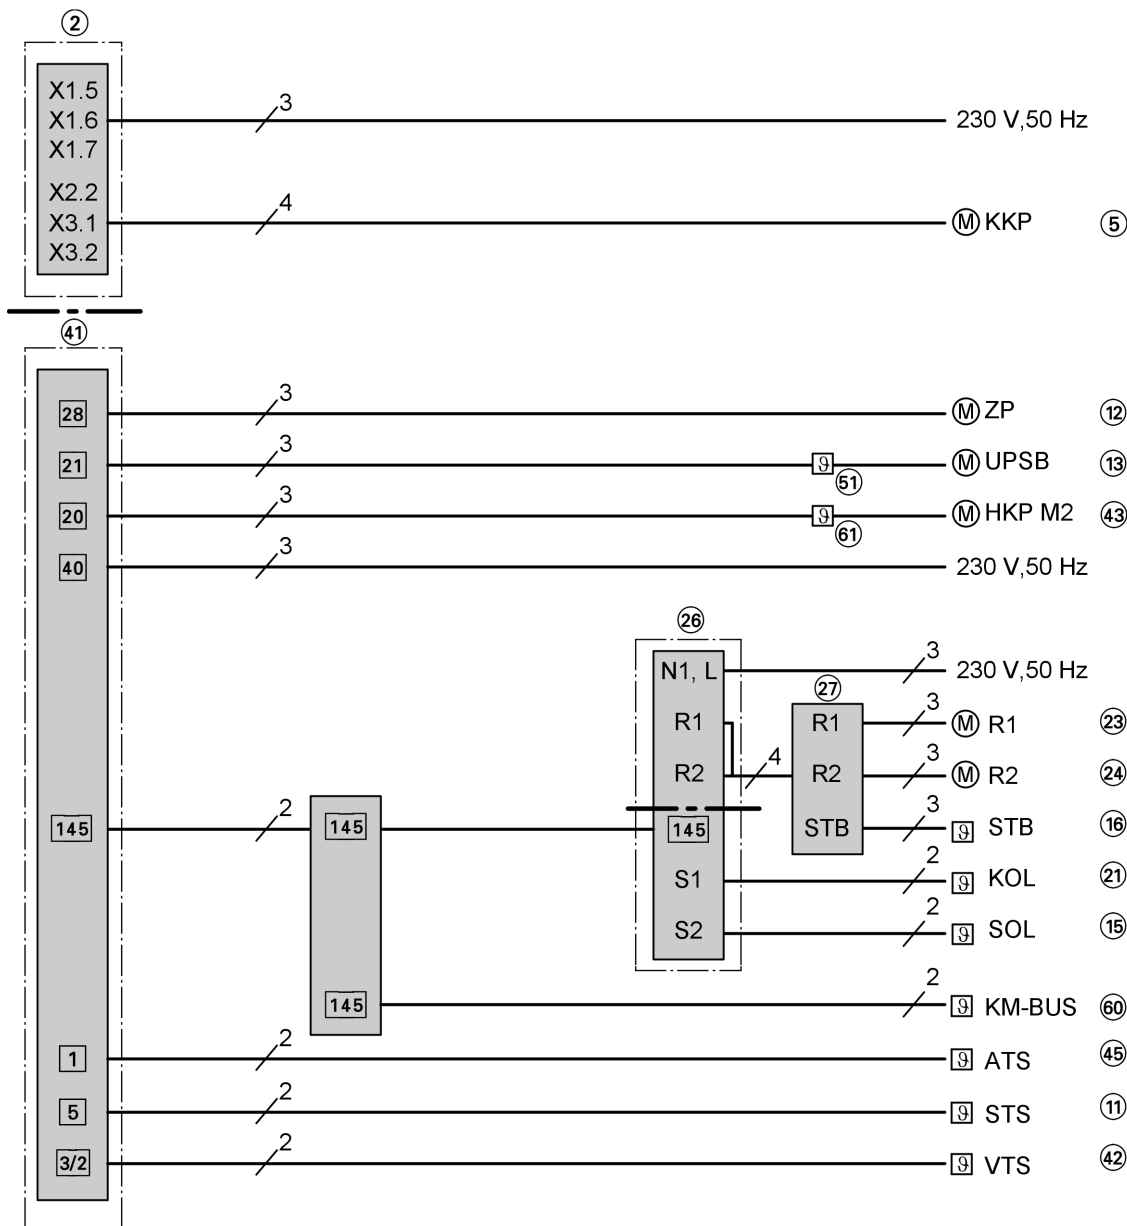 2
X1.5
3
X1.6
230 V,50 Hz
X1.7
X2.2
4
X3.1
M KKP 5
X3.2
41
3
28 M ZP 12
3
21 ϑ M UPSB 13
51
3
20 ϑ M HKP M2 43
61
3
40 230 V,50 Hz
26
3
N1, L 230 V,50 Hz
27
3
R1 R1 M R1 23
4 3
R2 R2 M R2 24
2 3
145 145 145 STB ϑ STB 16
2
S1 ϑ KOL 21
2
S2 ϑ SOL 15
2
145 ϑ KM-BUS 60
2
1 ϑ ATS 45
2
5 ϑ STS 11
2
3/2 ϑ VTS 42